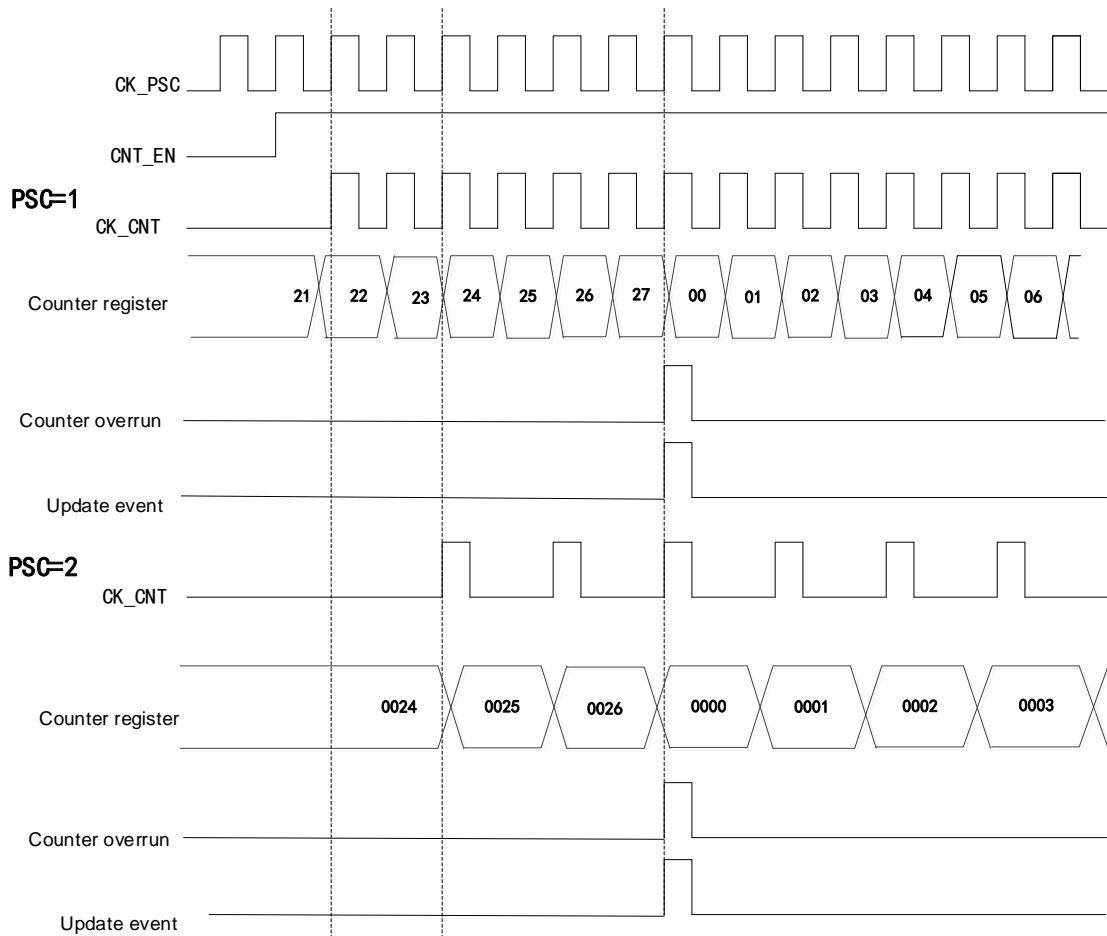 CK_PSC
CNT_EN
PSC=1
CK_CNT
Counter register 21 22 23 24 25 26 27 00 01 02 03 04 05 06
Counter overrun
Update event
PSC=2
CK_CNT
Counter register 0024 0025 0026 0000 0001 0002 0003
Counter overrun
Update event